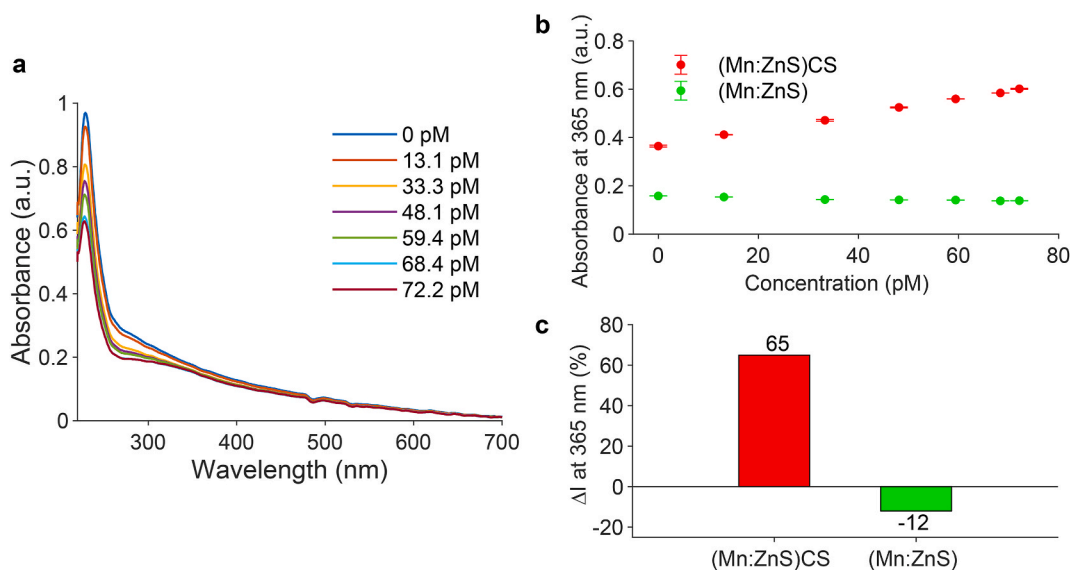 a
Absorbance (a.u.)
1
0.8
0.6
0.4
0.2
0
300
400
500
600
700
Wavelength (nm)
0 pM
13.1 pM
33.3 pM
48.1 pM
59.4 pM
68.4 pM
72.2 pM
b
Absorbance at 365 nm (a.u.)
0.8
0.6
0.4
0.2
0
0
20
40
60
80
Concentration (pM)
(Mn:ZnS)CS
(Mn:ZnS)
c
ΔI at 365 nm (%)
80
60
40
20
0
-20
65
-12
(Mn:ZnS)CS
(Mn:ZnS)